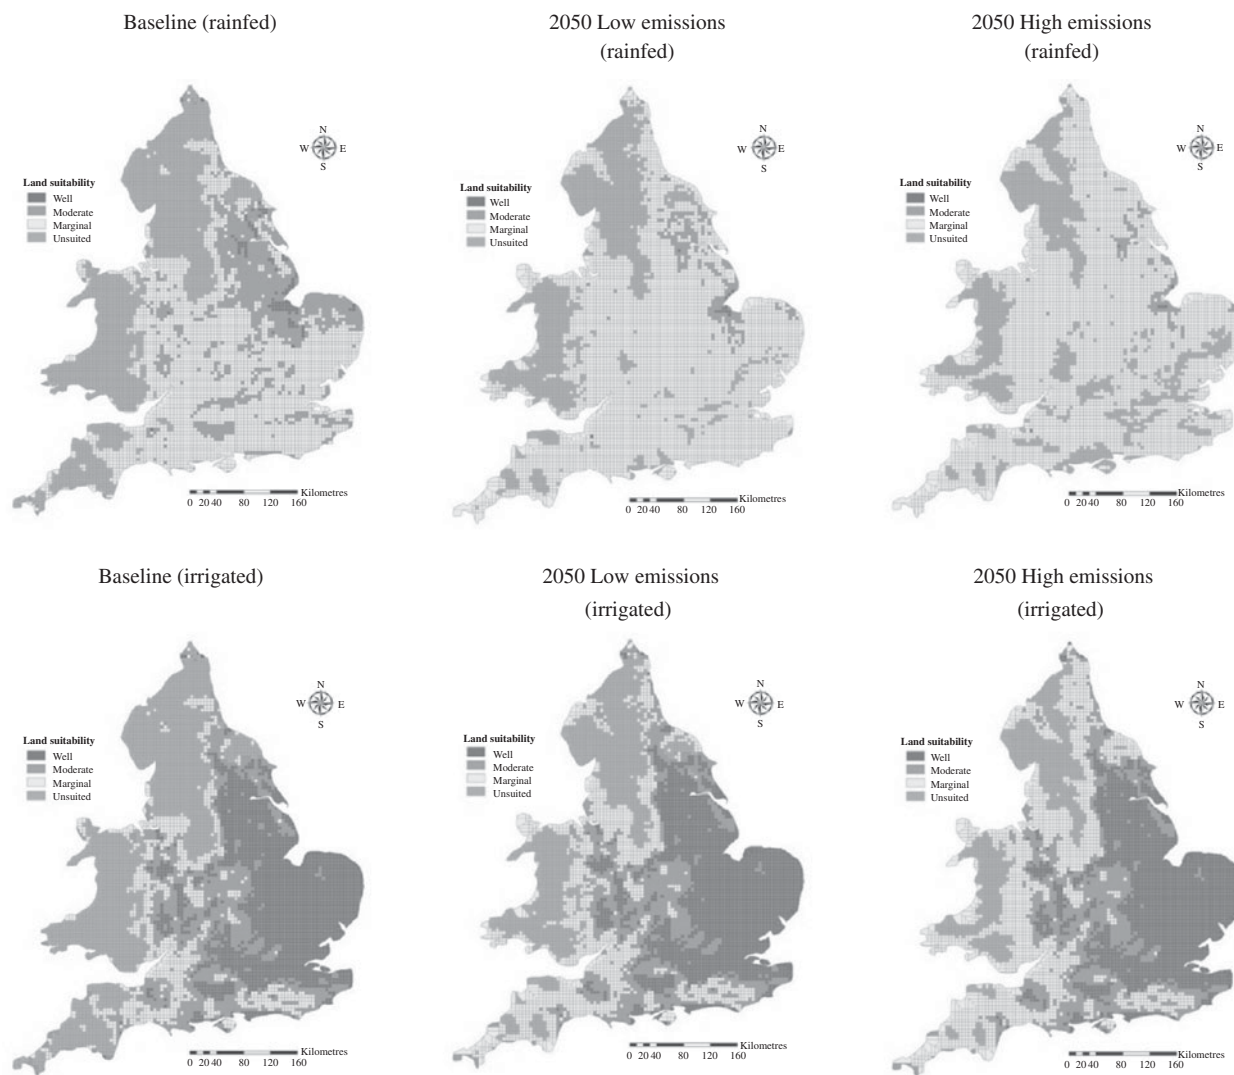 Baseline (rainfed)
2050 Low emissions
(rainfed)
2050 High emissions
(rainfed)
N
W E
S
Land suitability
Well
Moderate
Marginal
Unsuited
Kilometres
0 20 40 80 120 160
N
W E
S
Land suitability
Well
Moderate
Marginal
Unsuited
Kilometres
0 20 40 80 120 160
N
W E
S
Land suitability
Well
Moderate
Marginal
Unsuited
Kilometres
0 20 40 80 120 160
Baseline (irrigated)
2050 Low emissions
(irrigated)
2050 High emissions
(irrigated)
N
W E
S
Land suitability
Well
Moderate
Marginal
Unsuited
Kilometres
0 20 40 80 120 160
N
W E
S
Land suitability
Well
Moderate
Marginal
Unsuited
Kilometres
0 20 40 80 120 160
N
W E
S
Land suitability
Well
Moderate
Marginal
Unsuited
Kilometres
0 20 40 80 120 160